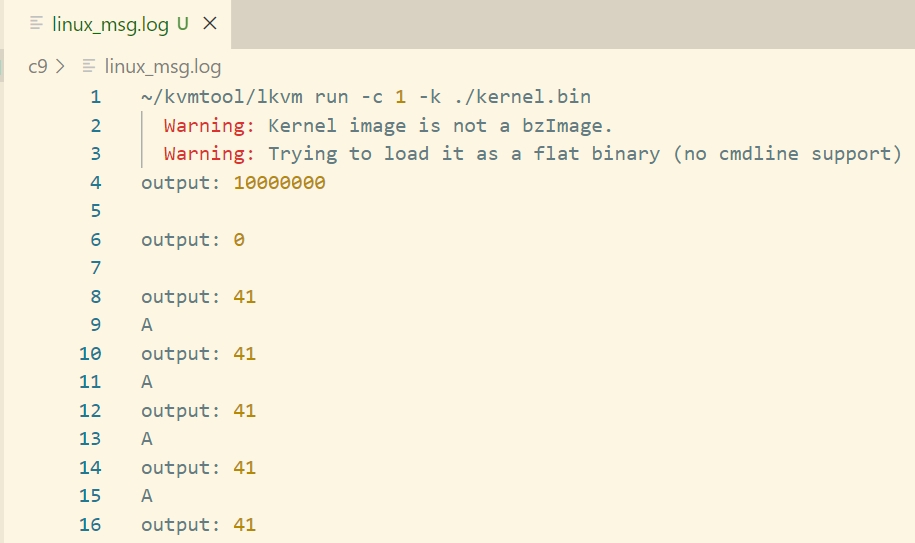 linux_msg.log U
c9 > linux_msg.log
1 ~/kvmtool/lkvm run -c 1 -k ./kernel.bin
2 Warning: Kernel image is not a bzImage.
3 Warning: Trying to load it as a flat binary (no cmdline support)
4 output: 10000000
5
6 output: 0
7
8 output: 41
9 A
10 output: 41
11 A
12 output: 41
13 A
14 output: 41
15 A
16 output: 41